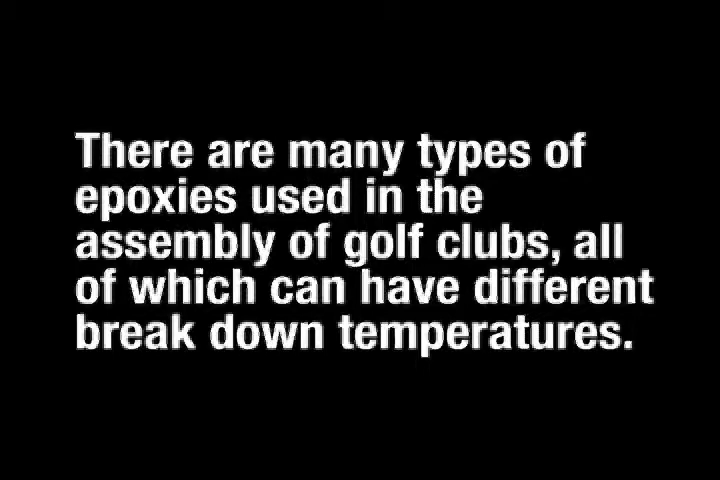 There are many types of
epoxies used in the
assembly of golf clubs, all
of which can have different
break down temperatures.